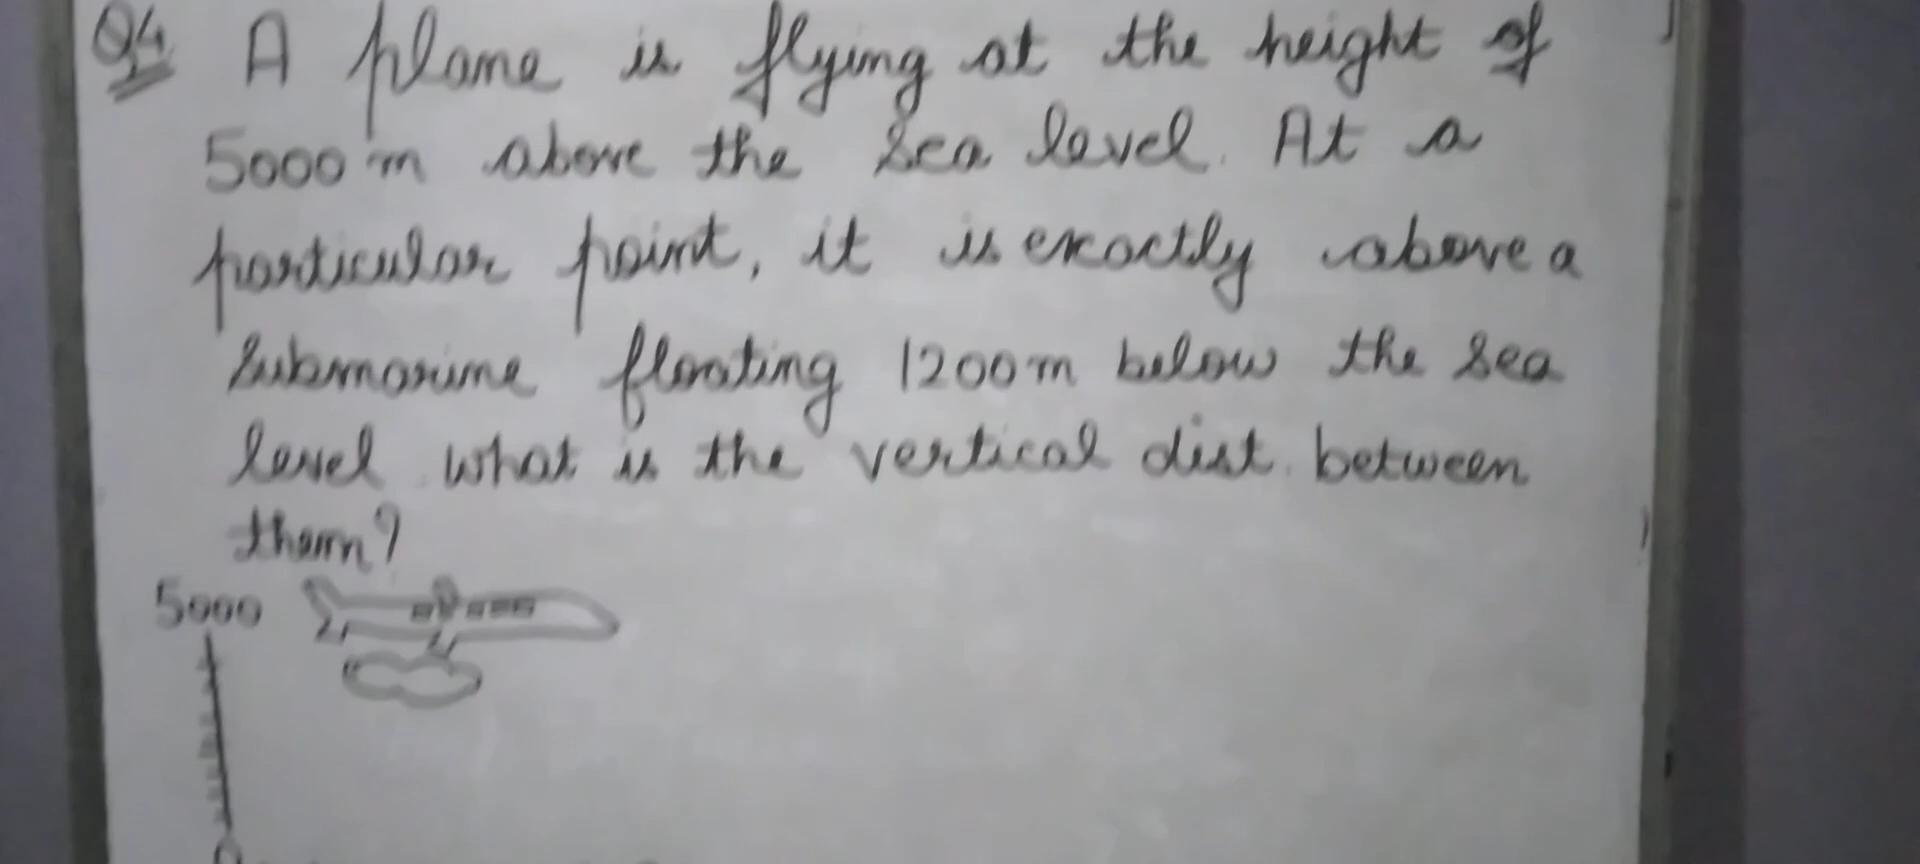 Q4 A plane is flying at the height of
5000 m above the sea level. At a
particular point, it is exactly above a
submarine floating 1200m below the sea
level. what is the vertical dist. between
them?
5000